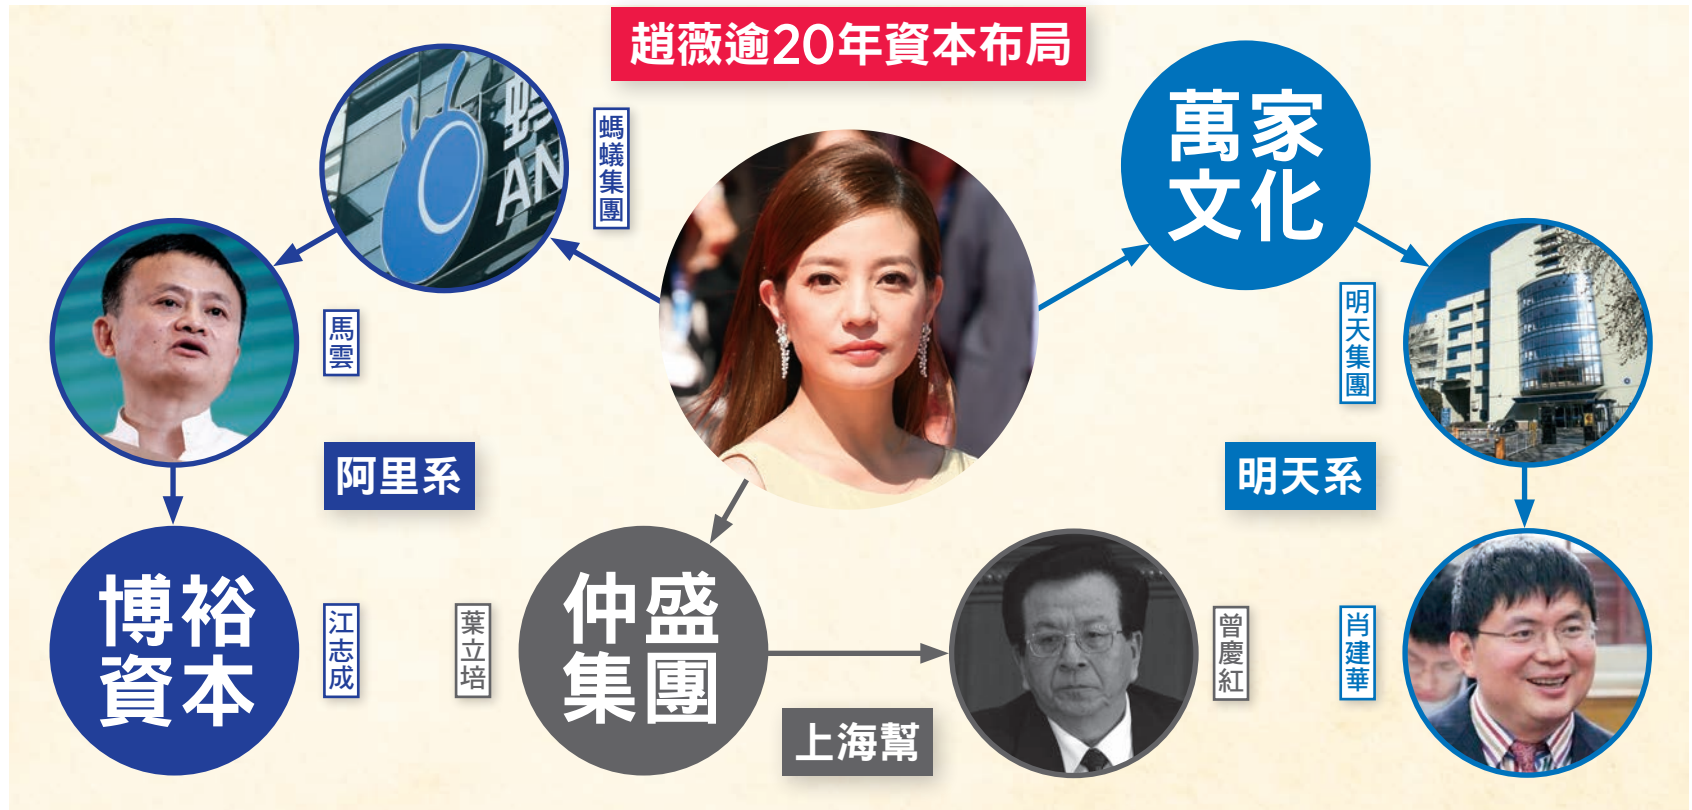 趙薇逾20年資本布局
螞
AN
螞蟻集團
萬家
文化
馬雲
明天集團
阿里系
明天系
博裕
資本
江志成
葉立培
仲盛
集團
上海幫
曾慶紅
肖建華